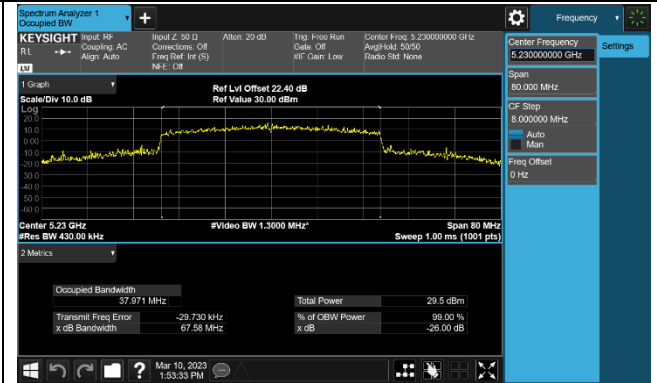 Spectrum Analyzer 1
Occupied BW
+
Frequency
KEYSIGHT
RL
LXI
Input: RF
Coupling: AC
Align: Auto
Input Z: 50 Ω
Corrections: Off
Freq Ref: Int (S)
NFE: Off
Atten: 20 dB
Trig: Free Run
Gate: Off
#IF Gain: Low
Center Freq: 5.230000000 GHz
Avg|Hold: 50/50
Radio Std: None
Center Frequency
5.230000000 GHz
Settings
Span
80.000 MHz
CF Step
8.000000 MHz
Auto
Man
Freq Offset
0 Hz
1 Graph
Scale/Div 10.0 dB
Ref Lvl Offset 22.40 dB
Ref Value 30.00 dBm
Log
20.0
10.0
0.00
-10.0
-20.0
-30.0
-40.0
-50.0
-60.0
Center 5.23 GHz
#Res BW 430.00 kHz
#Video BW 1.3000 MHz*
Span 80 MHz
Sweep 1.00 ms (1001 pts)
2 Metrics
Occupied Bandwidth
37.971 MHz
Total Power 29.5 dBm
Transmit Freq Error -29.730 kHz
% of OBW Power 99.00 %
x dB Bandwidth 67.58 MHz
x dB -26.00 dB
?
Mar 10, 2023
1:53:33 PM